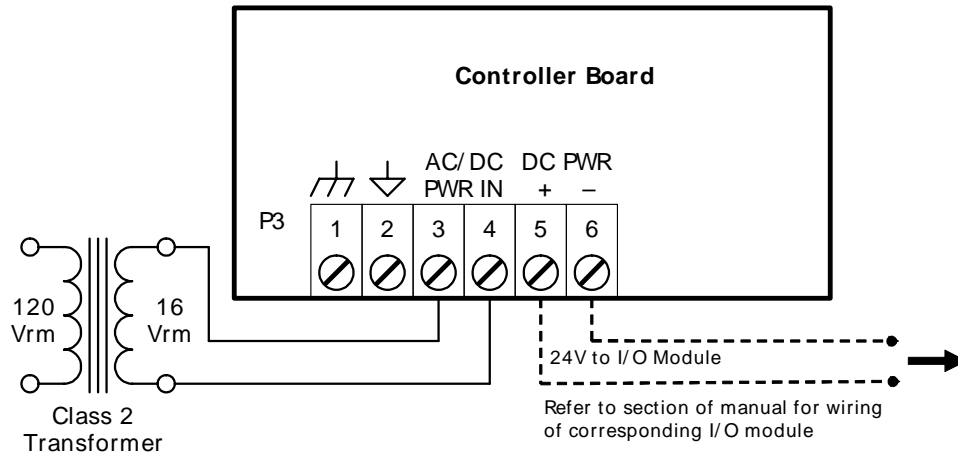 Controller Board
AC/DC DC PWR
PWR IN + –
P3
1 2 3 4 5 6
120
Vrm
16
Vrm
24V to I/O Module
Class 2
Transformer
Refer to section of manual for wiring
of corresponding I/O module